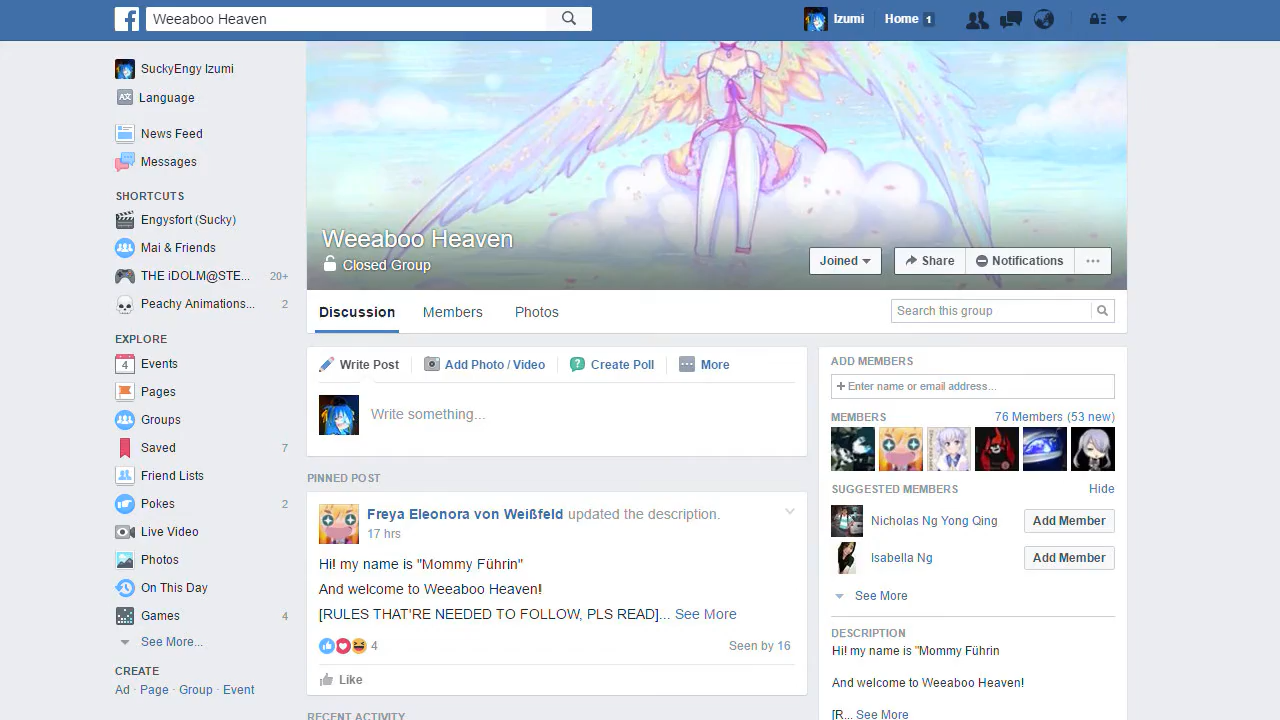 f Weeaboo Heaven
Izumi Home 1
SuckyEngy Izumi
Language
News Feed
Messages
SHORTCUTS
Engysfort (Sucky)
Mai & Friends
THE iDOLM@STE... 20+
Peachy Animations... 2
EXPLORE
4 Events
Pages
Groups
Saved 7
Friend Lists
Pokes 2
Live Video
Photos
On This Day
Games 4
See More...
CREATE
Ad · Page · Group · Event
Weeaboo Heaven
Closed Group
Joined Share Notifications ...
Discussion Members Photos
Search this group
Write Post Add Photo / Video Create Poll More
Write something...
PINNED POST
Freya Eleonora von Weißfeld updated the description.
17 hrs
Hi! my name is "Mommy Führin"
And welcome to Weeaboo Heaven!
[RULES THAT'RE NEEDED TO FOLLOW, PLS READ]... See More
4 Seen by 16
Like
RECENT ACTIVITY
ADD MEMBERS
+ Enter name or email address...
MEMBERS 76 Members (53 new)
SUGGESTED MEMBERS Hide
Nicholas Ng Yong Qing Add Member
Isabella Ng Add Member
See More
DESCRIPTION
Hi! my name is "Mommy Führin
And welcome to Weeaboo Heaven!
[R... See More